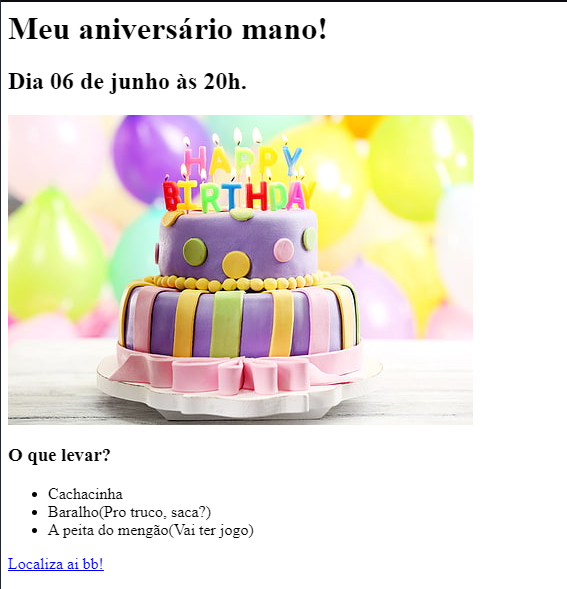 Meu aniversário mano!
Dia 06 de junho às 20h.
HAPPY
BIRTHDAY
O que levar?
Cachacinha
Baralho(Pro truco, saca?)
A peita do mengão(Vai ter jogo)
Localiza ai bb!